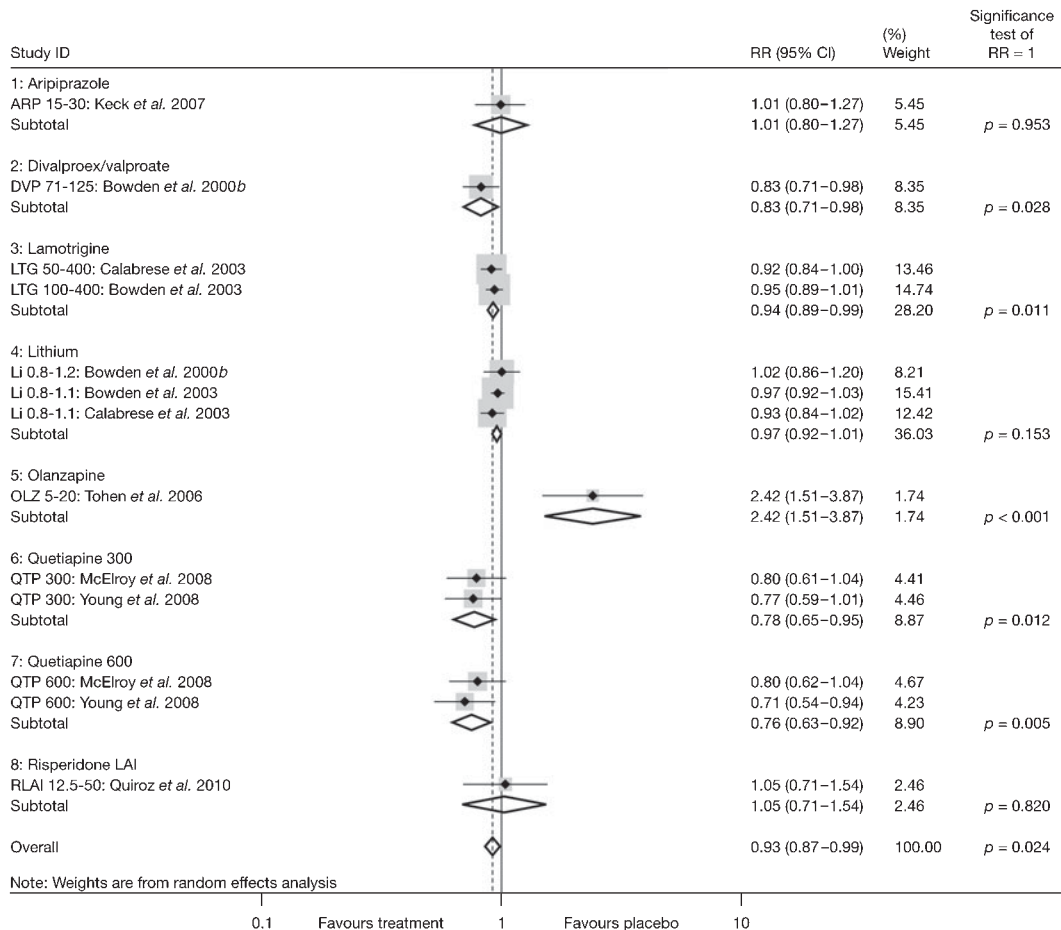 Significance
(%) test of
Study ID RR (95% CI) Weight RR = 1
1: Aripiprazole
ARP 15-30: Keck et al. 2007 1.01 (0.80–1.27) 5.45
Subtotal 1.01 (0.80–1.27) 5.45 p = 0.953
2: Divalproex/valproate
DVP 71-125: Bowden et al. 2000b 0.83 (0.71–0.98) 8.35
Subtotal 0.83 (0.71–0.98) 8.35 p = 0.028
3: Lamotrigine
LTG 50-400: Calabrese et al. 2003 0.92 (0.84–1.00) 13.46
LTG 100-400: Bowden et al. 2003 0.95 (0.89–1.01) 14.74
Subtotal 0.94 (0.89–0.99) 28.20 p = 0.011
4: Lithium
Li 0.8-1.2: Bowden et al. 2000b 1.02 (0.86–1.20) 8.21
Li 0.8-1.1: Bowden et al. 2003 0.97 (0.92–1.03) 15.41
Li 0.8-1.1: Calabrese et al. 2003 0.93 (0.84–1.02) 12.42
Subtotal 0.97 (0.92–1.01) 36.03 p = 0.153
5: Olanzapine
OLZ 5-20: Tohen et al. 2006 2.42 (1.51–3.87) 1.74
Subtotal 2.42 (1.51–3.87) 1.74 p < 0.001
6: Quetiapine 300
QTP 300: McElroy et al. 2008 0.80 (0.61–1.04) 4.41
QTP 300: Young et al. 2008 0.77 (0.59–1.01) 4.46
Subtotal 0.78 (0.65–0.95) 8.87 p = 0.012
7: Quetiapine 600
QTP 600: McElroy et al. 2008 0.80 (0.62–1.04) 4.67
QTP 600: Young et al. 2008 0.71 (0.54–0.94) 4.23
Subtotal 0.76 (0.63–0.92) 8.90 p = 0.005
8: Risperidone LAI
RLAI 12.5-50: Quiroz et al. 2010 1.05 (0.71–1.54) 2.46
Subtotal 1.05 (0.71–1.54) 2.46 p = 0.820
Overall 0.93 (0.87–0.99) 100.00 p = 0.024
Note: Weights are from random effects analysis
0.1 Favours treatment 1 Favours placebo 10